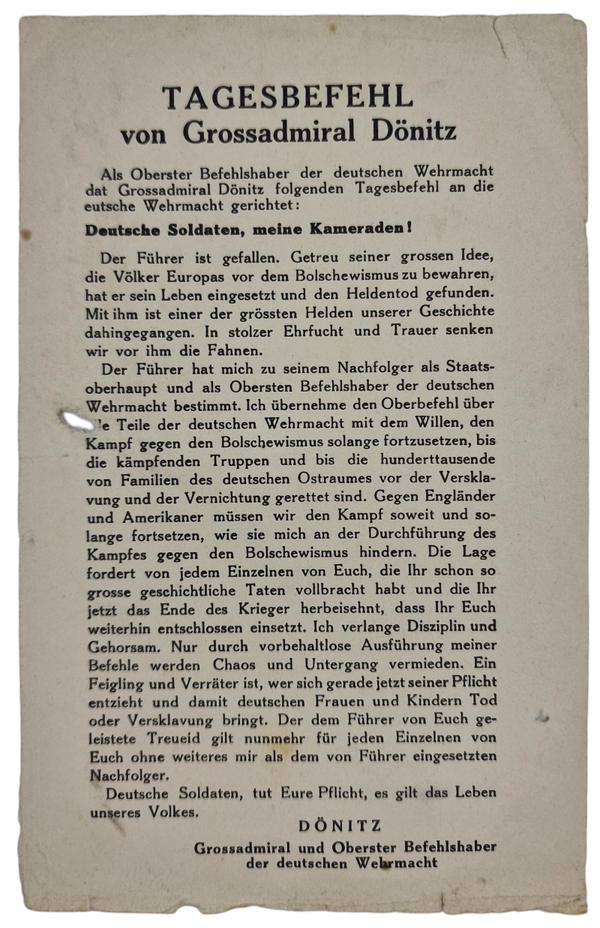 TAGESBEFEHL
von Grossadmiral Dönitz
Als Oberster Befehlshaber der deutschen Wehrmacht
dat Grossadmiral Dönitz folgenden Tagesbefehl an die
eutsche Wehrmacht gerichtet:
Deutsche Soldaten, meine Kameraden!
Der Führer ist gefallen. Getreu seiner grossen Idee,
die Völker Europas vor dem Bolschewismus zu bewahren,
hat er sein Leben eingesetzt und den Heldentod gefunden.
Mit ihm ist einer der grössten Helden unserer Geschichte
dahingegangen. In stolzer Ehrfucht und Trauer senken
wir vor ihm die Fahnen.
Der Führer hat mich zu seinem Nachfolger als Staats-
oberhaupt und als Obersten Befehlshaber der deutschen
Wehrmacht bestimmt. Ich übernehme den Oberbefehl über
le Teile der deutschen Wehrmacht mit dem Willen, den
Kampf gegen den Bolschewismus solange fortzusetzen, bis
die kämpfenden Truppen und bis die hunderttausende
von Familien des deutschen Ostraumes vor der Verskla-
vung und der Vernichtung gerettet sind. Gegen Engländer
und Amerikaner müssen wir den Kampf soweit und so-
lange fortsetzen, wie sie mich an der Durchführung des
Kampfes gegen den Bolschewismus hindern. Die Lage
fordert von jedem Einzelnen von Euch, die Ihr schon so
grosse geschichtliche Taten vollbracht habt und die Ihr
jetzt das Ende des Krieger herbeisehnt, dass Ihr Euch
weiterhin entschlossen einsetzt. Ich verlange Disziplin und
Gehorsam. Nur durch vorbehaltlose Ausführung meiner
Befehle werden Chaos und Untergang vermieden. Ein
Feigling und Verräter ist, wer sich gerade jetzt seiner Pflicht
entzieht und damit deutschen Frauen und Kindern Tod
oder Versklavung bringt. Der dem Führer von Euch ge-
leistete Treueid gilt nunmehr für jeden Einzelnen von
Euch ohne weiteres mir als dem von Führer eingesetzten
Nachfolger.
Deutsche Soldaten, tut Eure Pflicht, es gilt das Leben
unseres Volkes.
DÖNITZ
Grossadmiral und Oberster Befehlshaber
der deutschen Wehrmacht